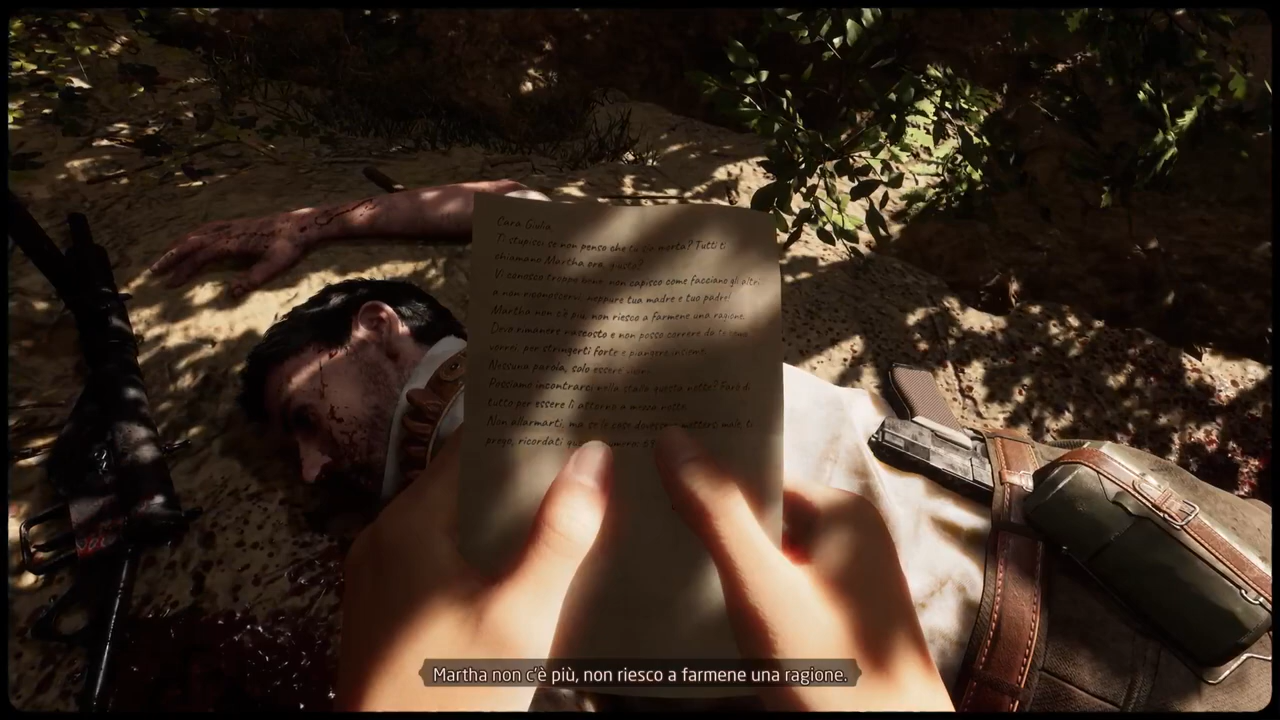 Cara Giulia,
Ti stupisci se non penso che tu sia morta? Tutti ti
chiamano Martha ora, giusto?
Vi conosco troppo bene, non capisco come facciano gli altri
a non riconoscervi, neppure tua madre e tuo padre!
Martha non c'è più, non riesco a farmene una ragione.
Devo rimanere nascosto e non posso correre da te come
vorrei, per stringerti forte e piangere insieme.
Nessuna parola, solo essere vicini.
Possiamo incontrarci nella stalla questa notte? Farò di
tutto per essere lì attorno a mezza notte.
Non allarmarti, ma se le cose dovessero mettersi male, ti
prego, ricordati
Martha non c'è più, non riesco a farmene una ragione.